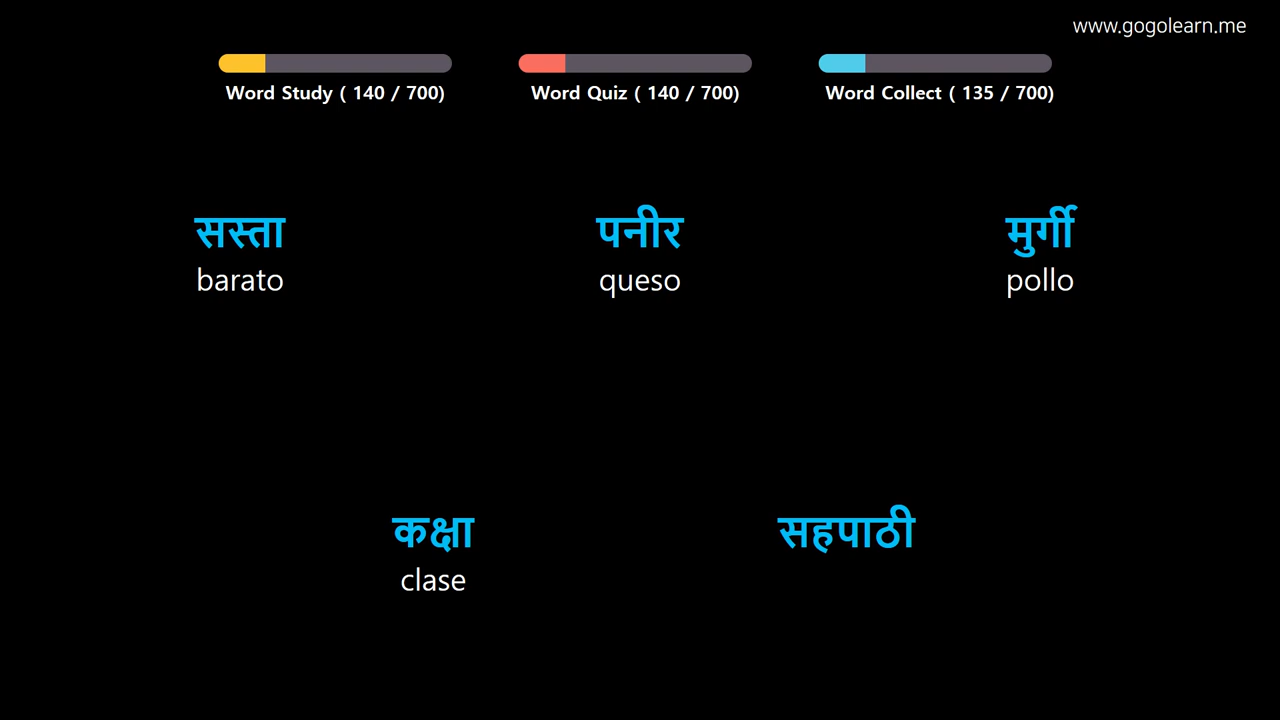 www.gogolearn.me
Word Study ( 140 / 700)
Word Quiz ( 140 / 700)
Word Collect ( 135 / 700)
सस्ता
barato
पनीर
queso
मुर्गी
pollo
कक्षा
clase
सहपाठी